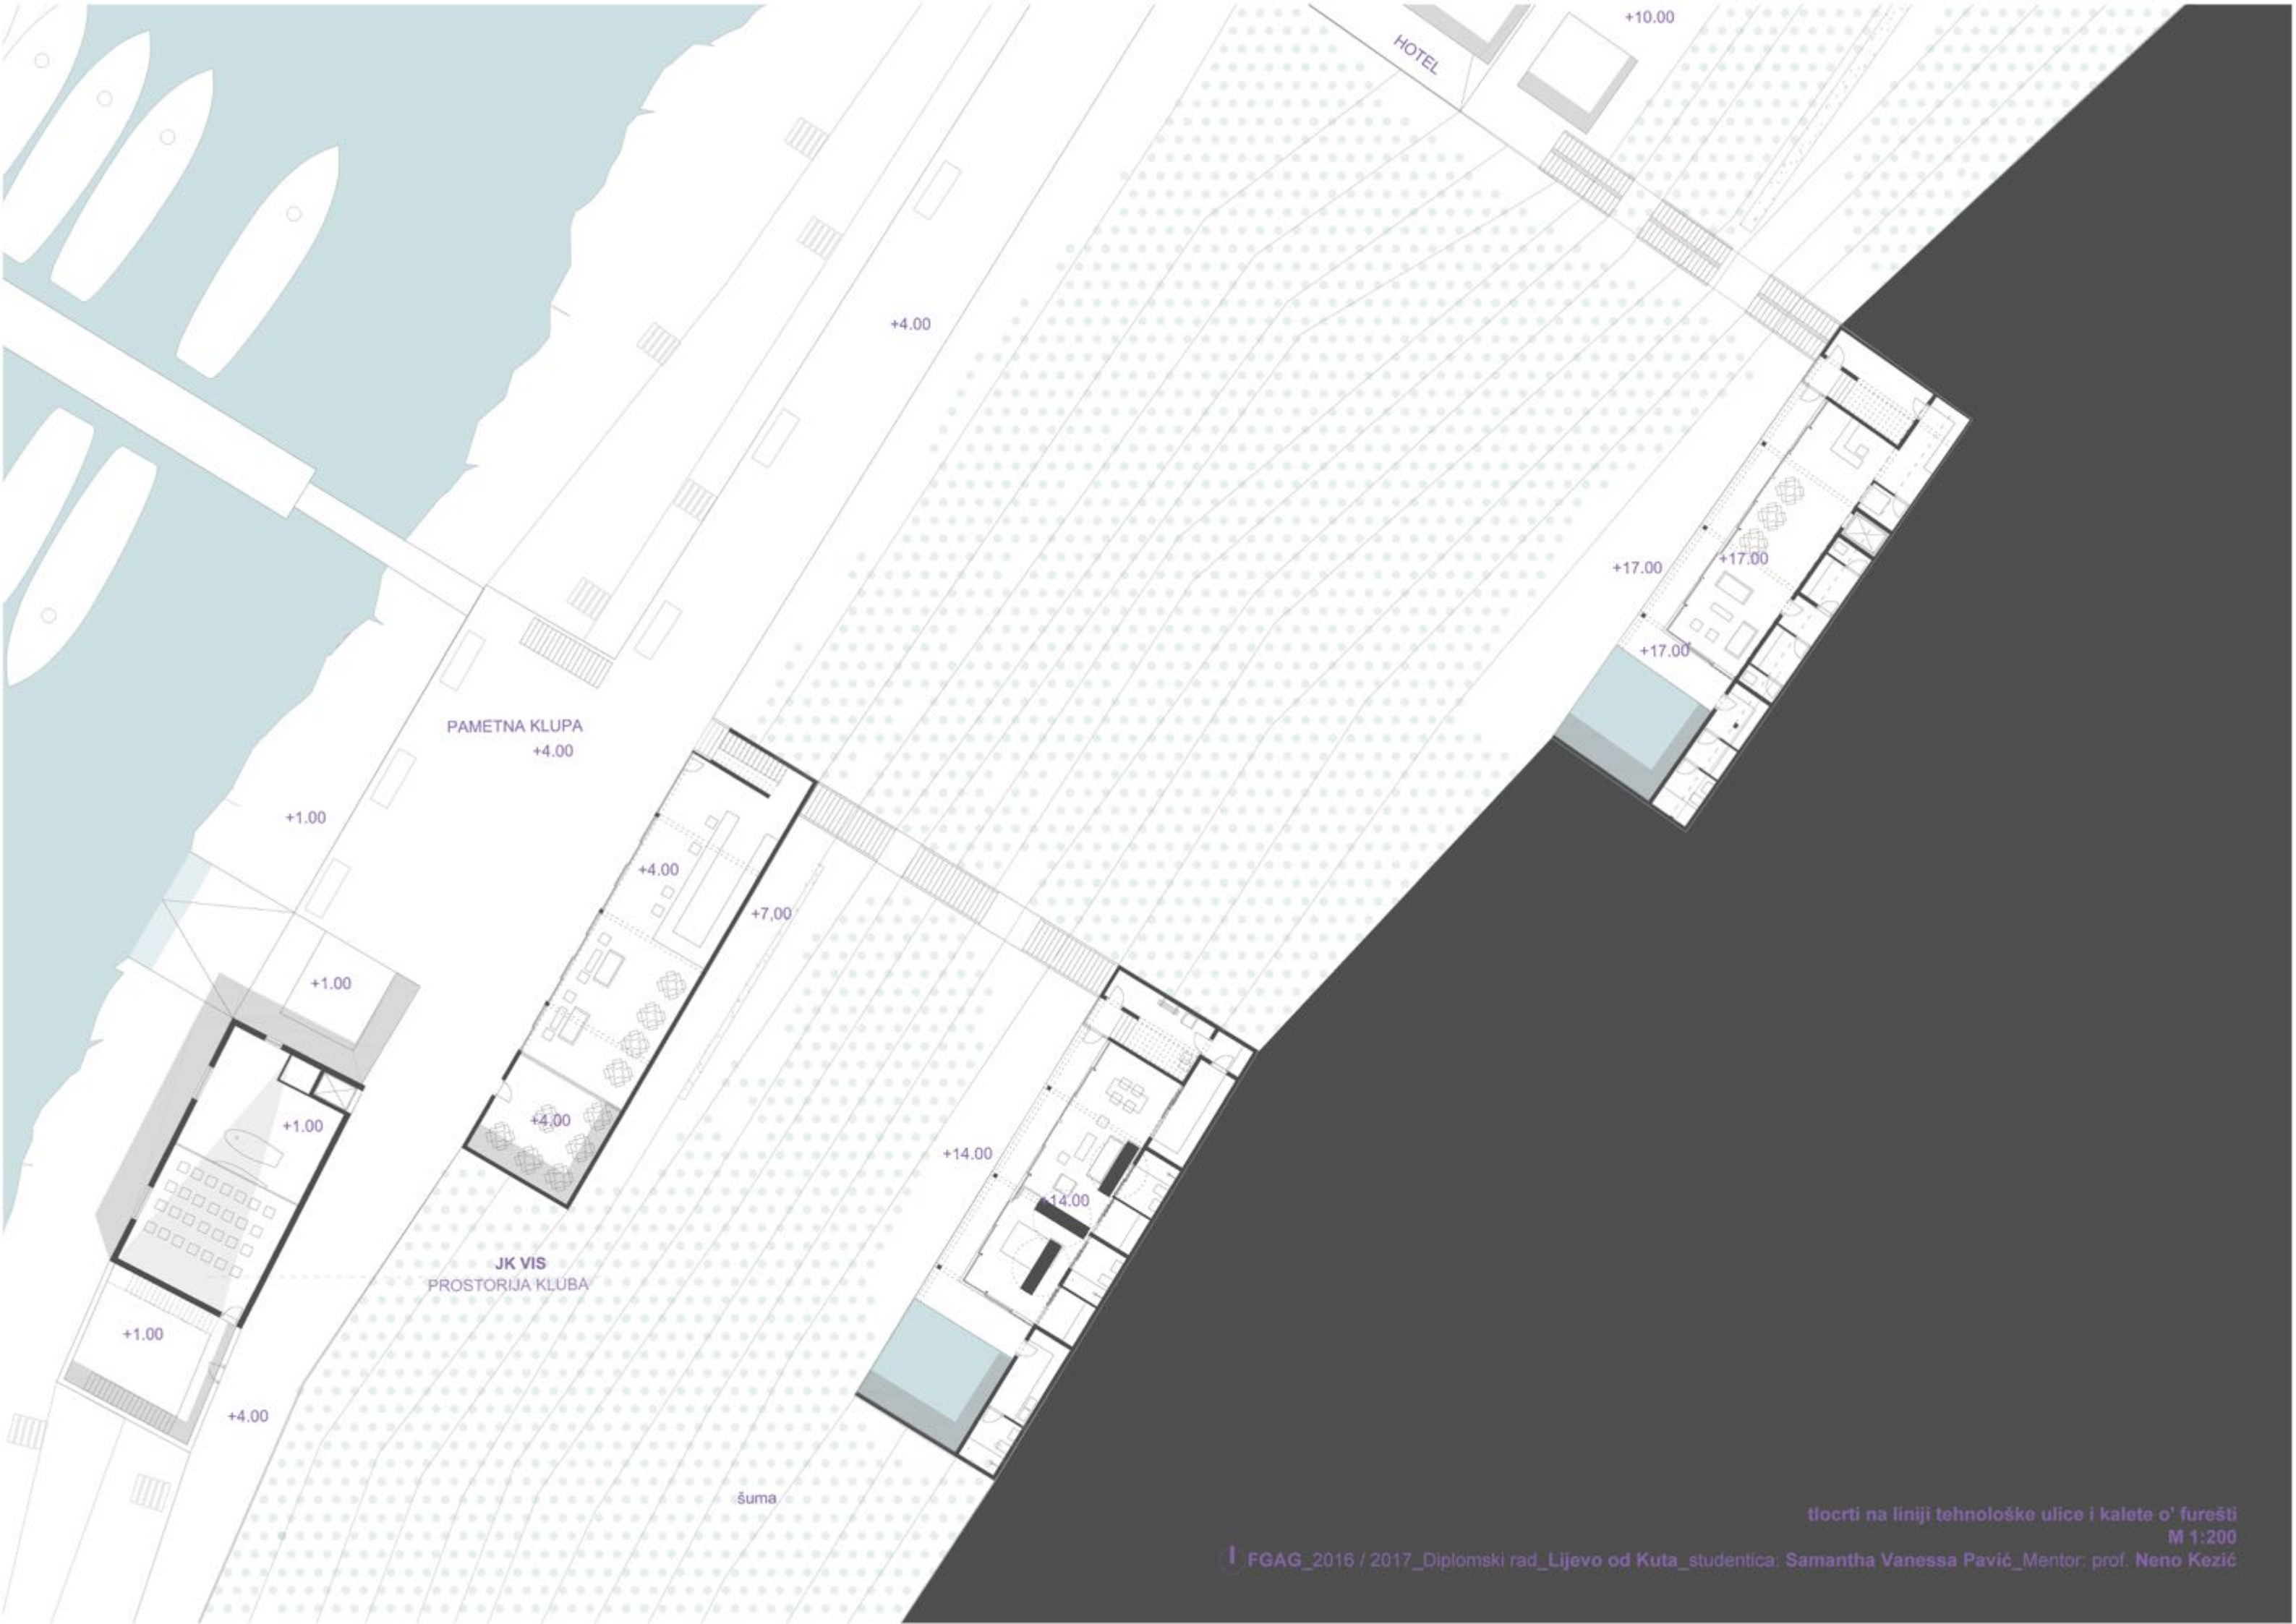 +10.00
HOTEL
+4.00
+17.00
+17.00
+17.00
PAMETNA KLUPA
+4.00
+1.00
+4.00
+7,00
+1.00
+1.00
+4.00
+14.00
+14.00
JK VIS
PROSTORIJA KLUBA
+1.00
+4.00
šuma
tlocrti na liniji tehnološke ulice i kalete o' furešti
M 1:200
FGAG_2016 / 2017_Diplomski rad_Lijevo od Kuta_studentica: Samantha Vanessa Pavić_Mentor: prof. Neno Kezić